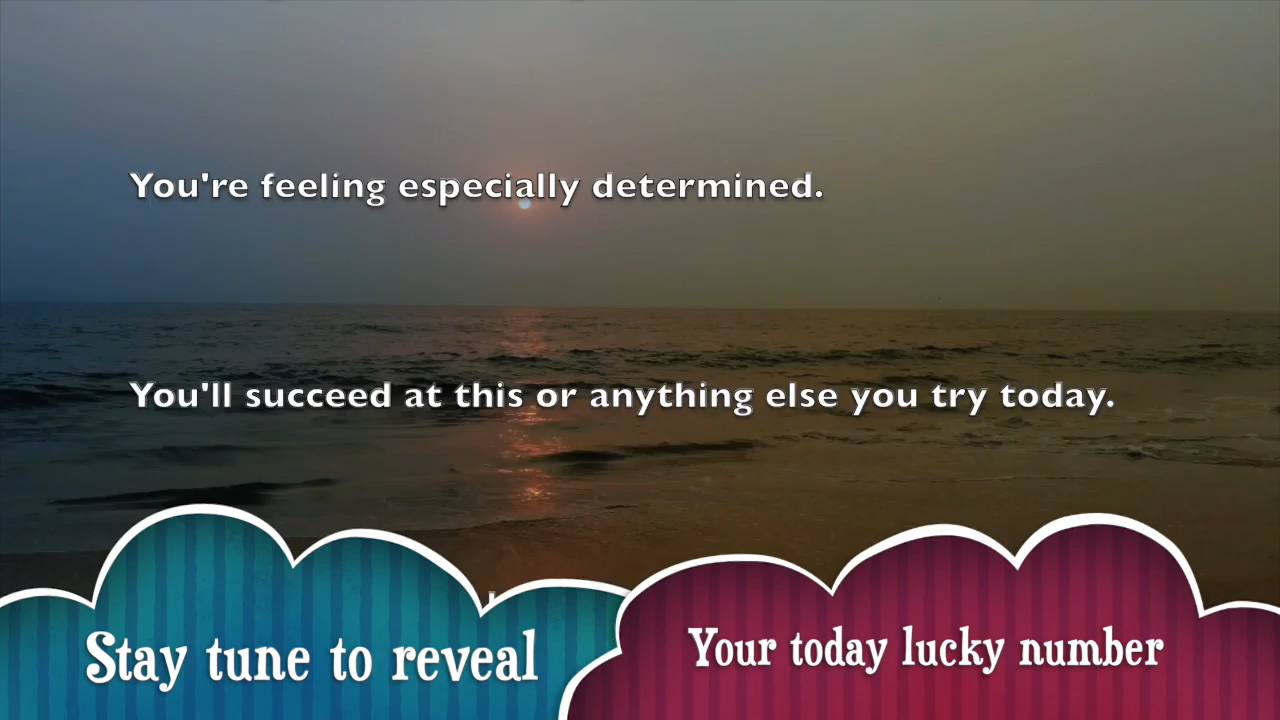 You're feeling especially determined.
You'll succeed at this or anything else you try today.
Stay tune to reveal
Your today lucky number